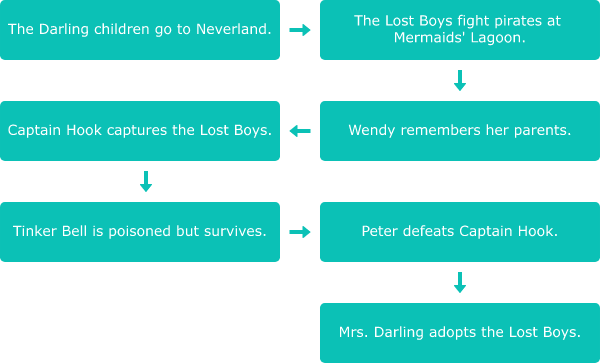 The Darling children go to Neverland.
The Lost Boys fight pirates at
Mermaids' Lagoon.
Wendy remembers her parents.
Captain Hook captures the Lost Boys.
Tinker Bell is poisoned but survives.
Peter defeats Captain Hook.
Mrs. Darling adopts the Lost Boys.